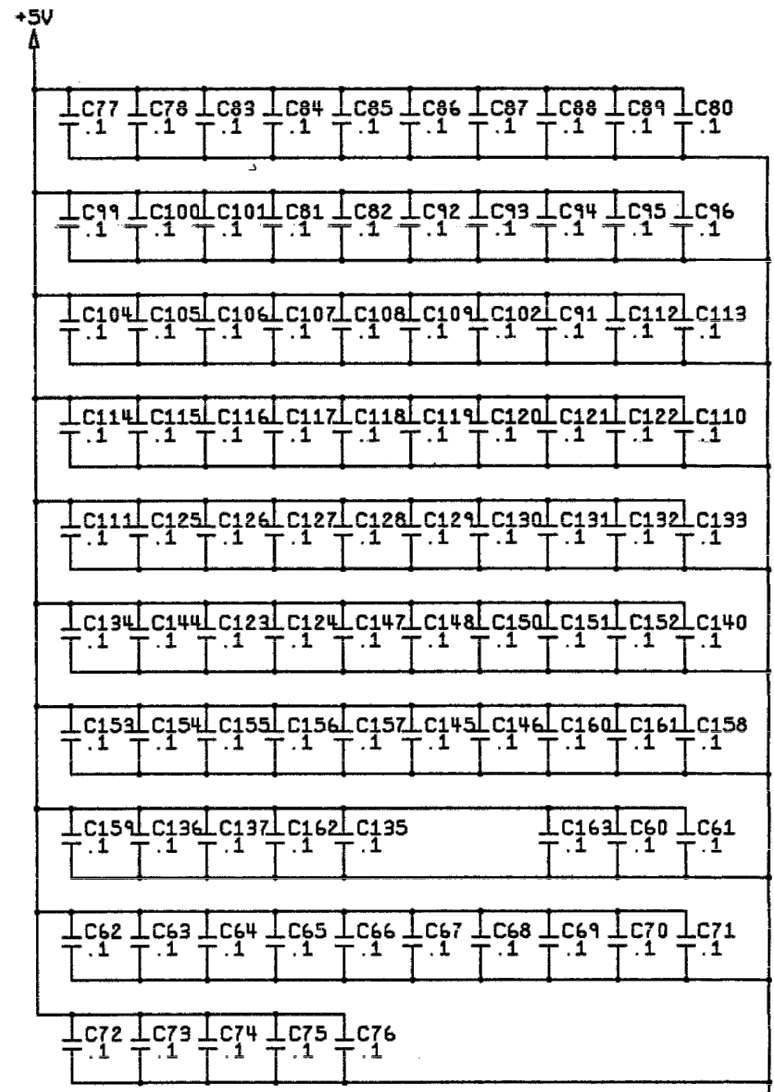 +5V
C77 C78 C83 C84 C85 C86 C87 C88 C89 C80
.1 .1 .1 .1 .1 .1 .1 .1 .1 .1
C99 C100 C101 C81 C82 C92 C93 C94 C95 C96
.1 .1 .1 .1 .1 .1 .1 .1 .1 .1
C104 C105 C106 C107 C108 C109 C102 C91 C112 C113
.1 .1 .1 .1 .1 .1 .1 .1 .1 .1
C114 C115 C116 C117 C118 C119 C120 C121 C122 C110
.1 .1 .1 .1 .1 .1 .1 .1 .1 .1
C111 C125 C126 C127 C128 C129 C130 C131 C132 C133
.1 .1 .1 .1 .1 .1 .1 .1 .1 .1
C134 C144 C123 C124 C147 C148 C150 C151 C152 C140
.1 .1 .1 .1 .1 .1 .1 .1 .1 .1
C153 C154 C155 C156 C157 C145 C146 C160 C161 C158
.1 .1 .1 .1 .1 .1 .1 .1 .1 .1
C159 C136 C137 C162 C135 C163 C60 C61
.1 .1 .1 .1 .1 .1 .1 .1
C62 C63 C64 C65 C66 C67 C68 C69 C70 C71
.1 .1 .1 .1 .1 .1 .1 .1 .1 .1
C72 C73 C74 C75 C76
.1 .1 .1 .1 .1